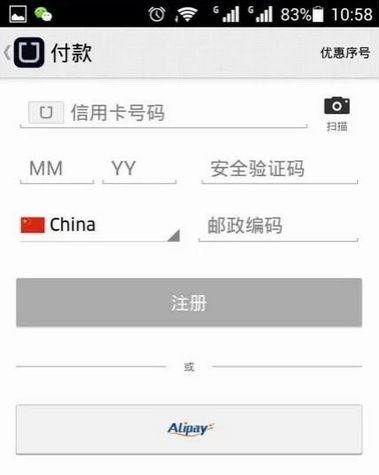 G G 83% 10:58
付款 优惠序号
信用卡号码
扫描
MM YY 安全验证码
China 邮政编码
注册
或
Alipay